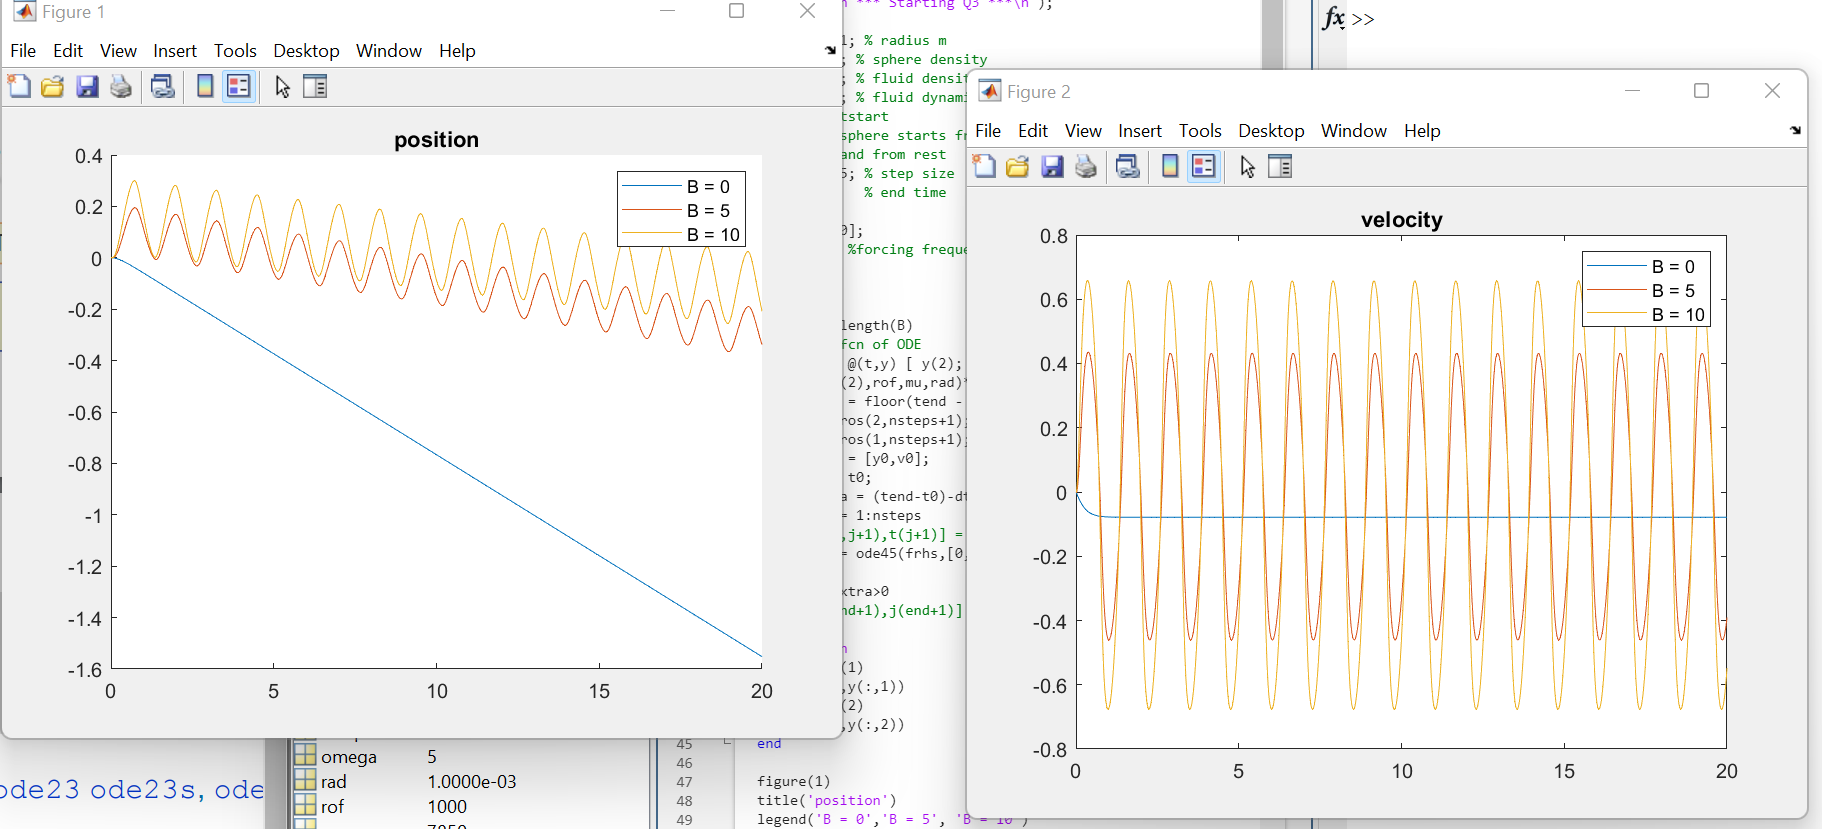 Figure 1
File Edit View Insert Tools Desktop Window Help
position
0.4
0.2
0
-0.2
-0.4
-0.6
-0.8
-1
-1.2
-1.4
-1.6
0 5 10 15 20
B = 0
B = 5
B = 10
n *** Starting Q3 ***\n );
1; % radius m
; % sphere density
; % fluid densit
; % fluid dynami
tstart
sphere starts fr
and from rest
5; % step size
% end time
0];
%forcing freque
length(B)
fcn of ODE
@(t,y) [ y(2);
(2),rof,mu,rad)*
= floor(tend -
ros(2,nsteps+1);
ros(1,nsteps+1);
= [y0,v0];
t0;
a = (tend-t0)-dt
= 1:nsteps
,j+1),t(j+1)] =
= ode45(frhs,[0,
xtra>0
nd+1),j(end+1)]
n
(1)
,y(:,1))
(2)
,y(:,2))
45 end
46
47 figure(1)
48 title('position')
49 legend('B = 0','B = 5', 'B = 10')
fx >>
Figure 2
File Edit View Insert Tools Desktop Window Help
velocity
0.8
0.6
0.4
0.2
0
-0.2
-0.4
-0.6
-0.8
0 5 10 15 20
B = 0
B = 5
B = 10
ode23 ode23s, ode
omega 5
rad 1.0000e-03
rof 1000